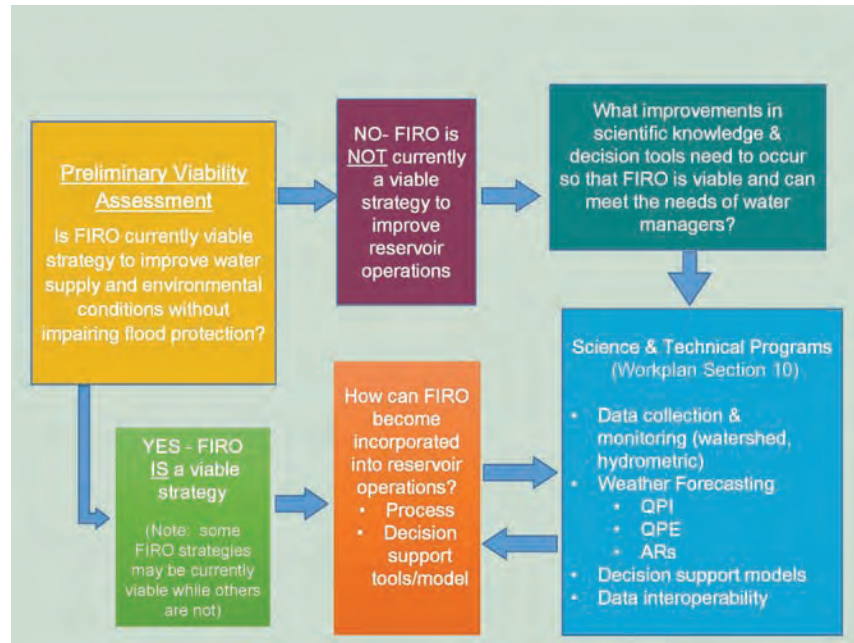 Preliminary Viability
Assessment
Is FIRO currently viable
strategy to improve water
supply and environmental
conditions without
impairing flood protection?
NO- FIRO is
NOT currently
a viable
strategy to
improve
reservoir
operations
What improvements in
scientific knowledge &
decision tools need to occur
so that FIRO is viable and can
meet the needs of water
managers?
YES - FIRO
IS a viable
strategy
(Note: some
FIRO strategies
may be currently
viable while others
are not)
How can FIRO
become
incorporated
into reservoir
operations?
• Process
• Decision
support
tools/model
Science & Technical Programs
(Workplan Section 10)
• Data collection &
monitoring (watershed,
hydrometric)
• Weather Forecasting
• QPI
• QPE
• ARs
• Decision support models
• Data interoperability